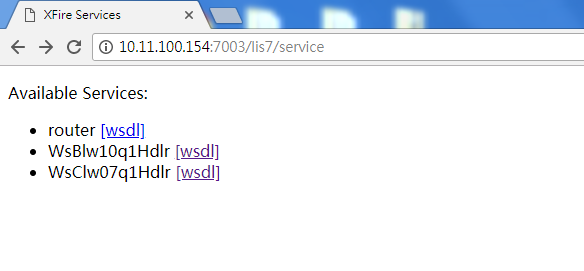 XFire Services
10.11.100.154:7003/lis7/service
Available Services:
router [wsdl]
WsBlw10q1Hdlr [wsdl]
WsClw07q1Hdlr [wsdl]